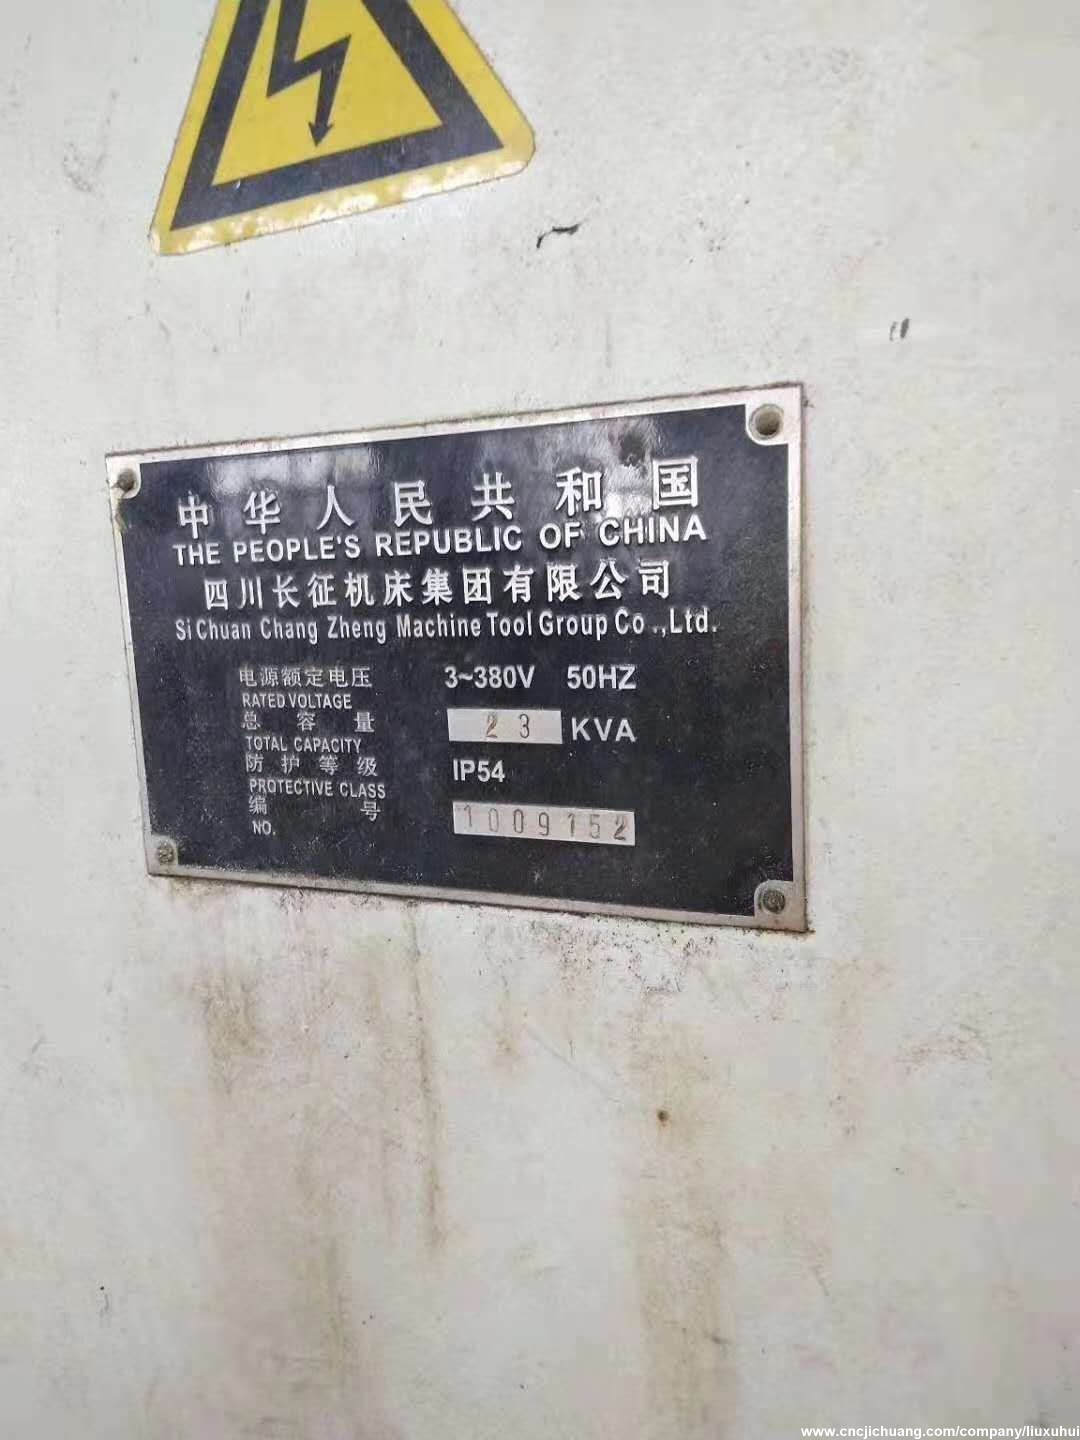 中华人民共和国
THE PEOPLE'S REPUBLIC OF CHINA
四川长征机床集团有限公司
SiChuan Chang Zheng Machine Tool Group Co.,Ltd.
电源额定电压 3~380V 50HZ
RATED VOLTAGE
总容量 23 KVA
TOTAL CAPACITY
防护等级 IP54
PROTECTIVE CLASS
编号 1009152
NO.
www.cncjichuang.com/company/liuxuhui